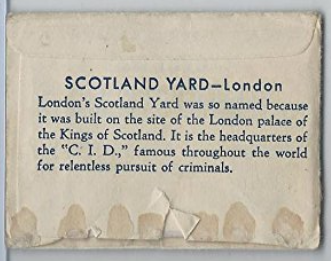 SCOTLAND YARD—London
London's Scotland Yard was so named because
it was built on the site of the London palace of
the Kings of Scotland. It is the headquarters of
the "C. I. D.," famous throughout the world
for relentless pursuit of criminals.